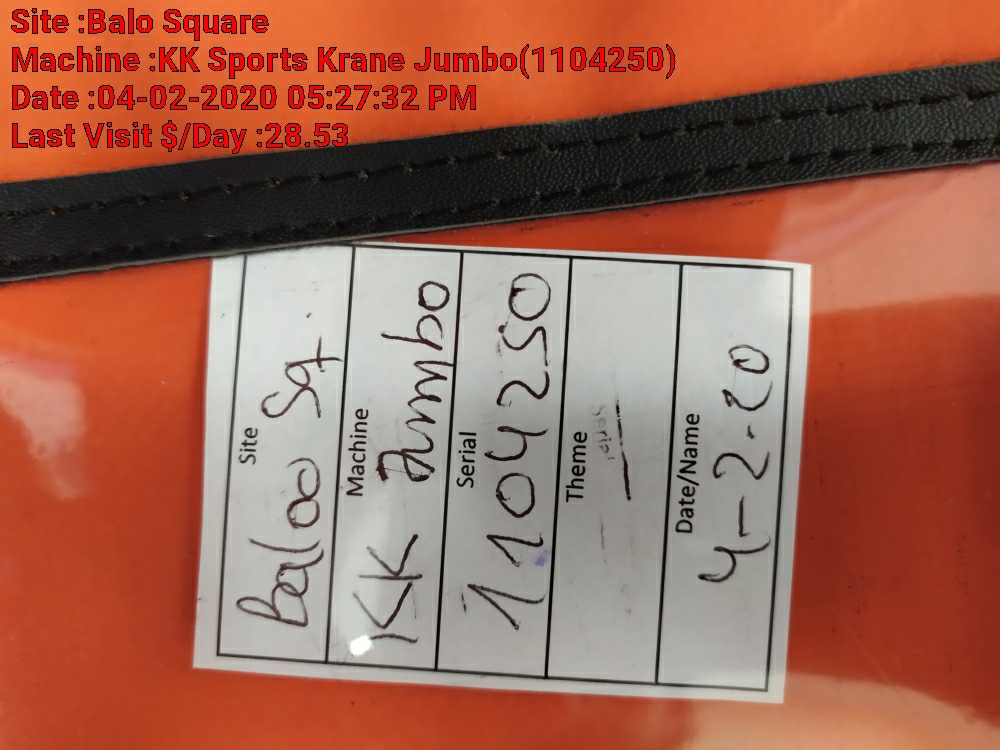 Site :Balo Square
Machine :KK Sports Krane Jumbo(1104250)
Date :04-02-2020 05:27:32 PM
Last Visit $/Day :28.53
Site
Baloo Sq.
Machine
KK Jumbo
Serial
1104250
Theme
Date/Name
4-2-20